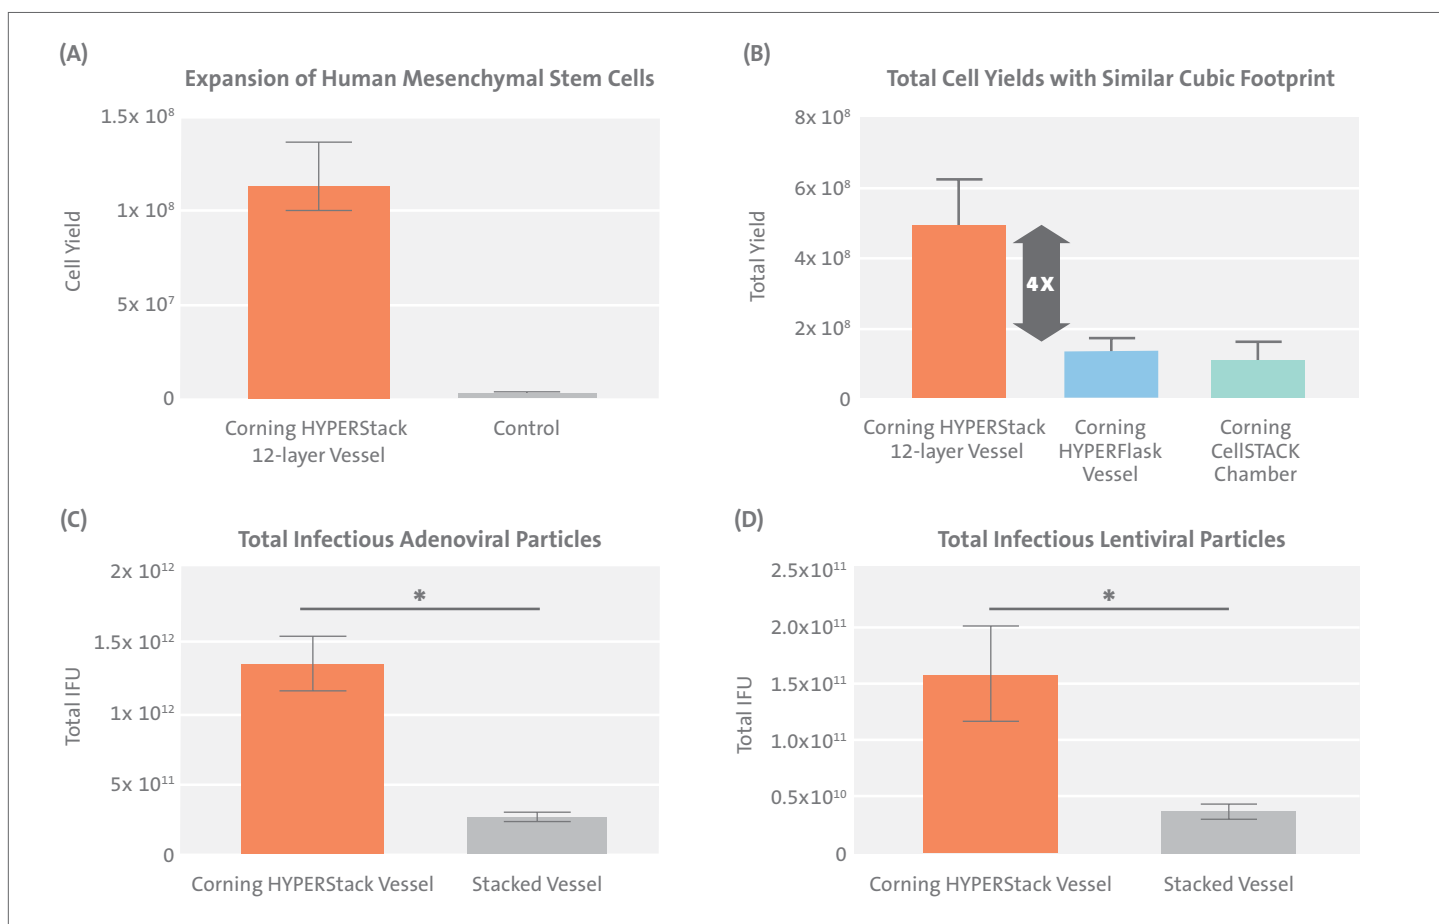 (A)
Expansion of Human Mesenchymal Stem Cells
1.5x 10⁸
1x 10⁸
5x 10⁷
0
Cell Yield
Corning HYPERStack
12-layer Vessel
Control
(B)
Total Cell Yields with Similar Cubic Footprint
8x 10⁸
6x 10⁸
4x 10⁸
2x 10⁸
0
Total Yield
4X
Corning HYPERStack
12-layer Vessel
Corning
HYPERFlask
Vessel
Corning
CellSTACK
Chamber
(C)
Total Infectious Adenoviral Particles
2x 10¹²
1.5x 10¹²
1x 10¹²
5x 10¹¹
0
Total IFU
*
Corning HYPERStack Vessel
Stacked Vessel
(D)
Total Infectious Lentiviral Particles
2.5x10¹¹
2.0x10¹¹
1.5x10¹¹
1.0x10¹¹
0.5x10¹⁰
0
Total IFU
*
Corning HYPERStack Vessel
Stacked Vessel